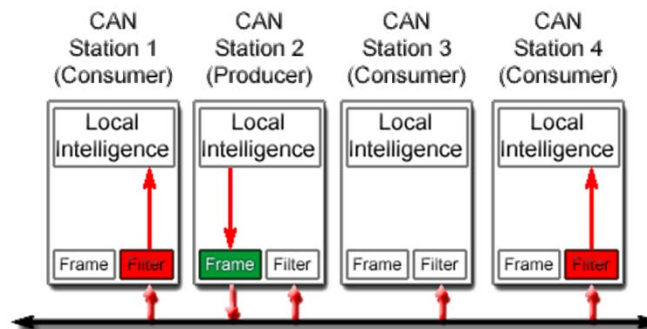 CAN
Station 1
(Consumer)
CAN
Station 2
(Producer)
CAN
Station 3
(Consumer)
CAN
Station 4
(Consumer)
Local
Intelligence
Frame
Filter
Local
Intelligence
Frame
Filter
Local
Intelligence
Frame
Filter
Local
Intelligence
Frame
Filter